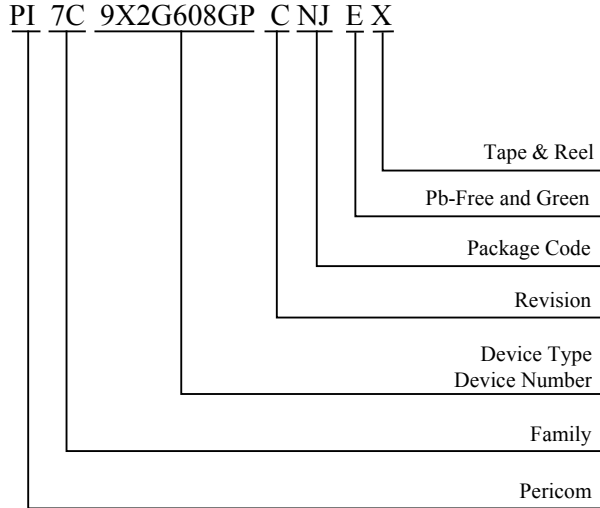 PI 7C 9X2G608GP C NJ E X
Tape & Reel
Pb-Free and Green
Package Code
Revision
Device Type
Device Number
Family
Pericom